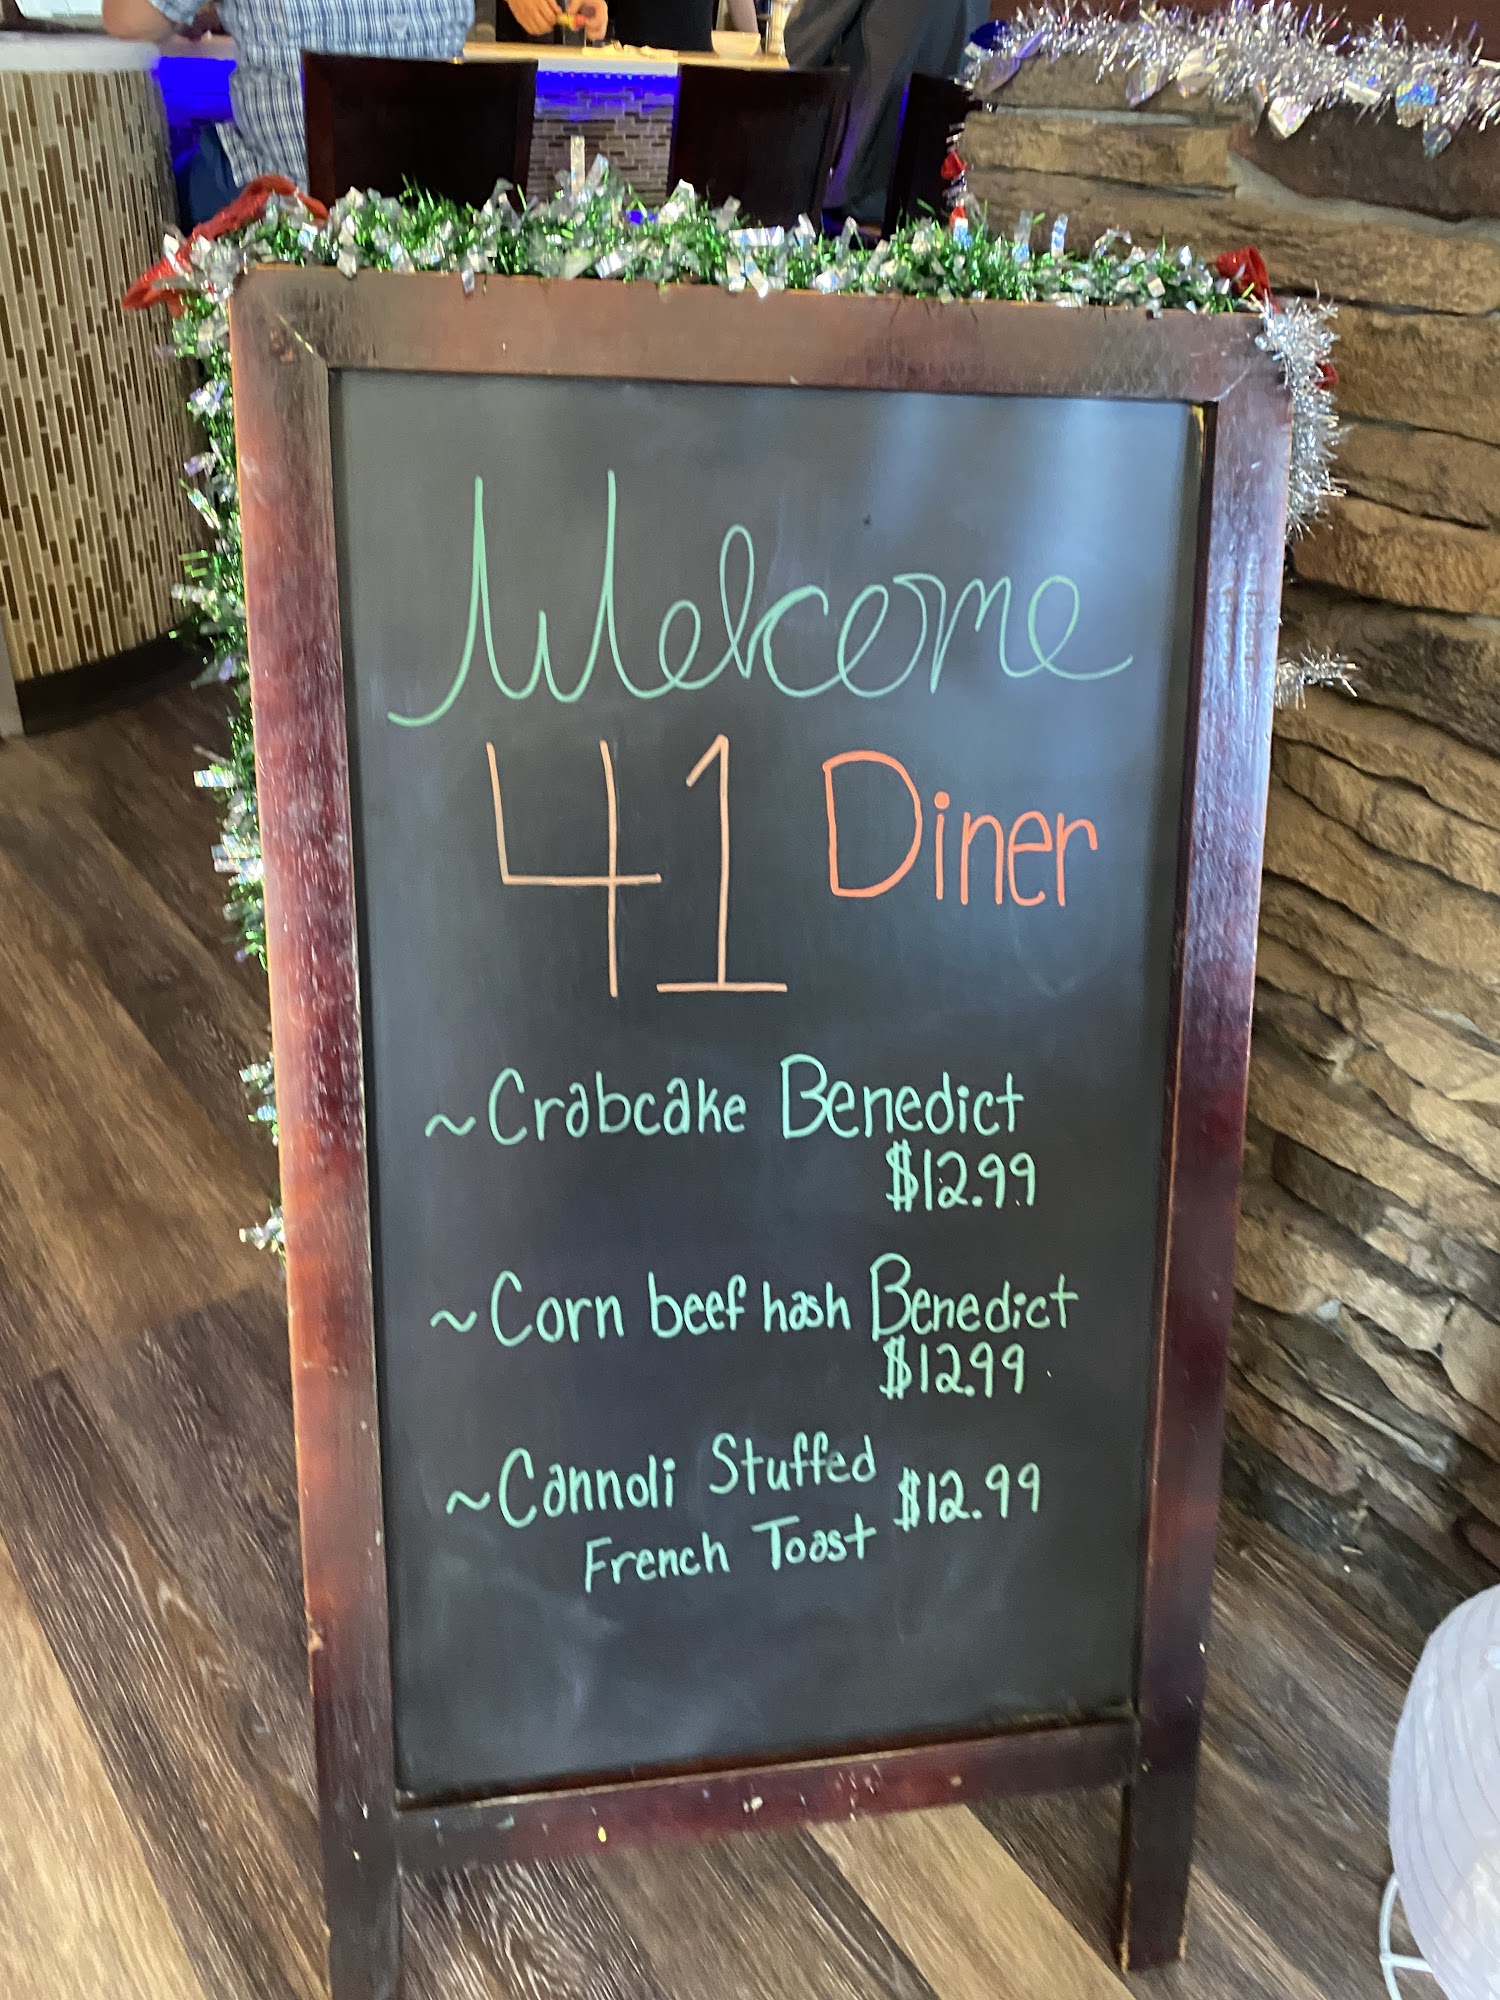 Welcome
41 Diner
~Crabcake Benedict
$12.99
~Corn beef hash Benedict
$12.99
~Cannoli Stuffed
French Toast $12.99